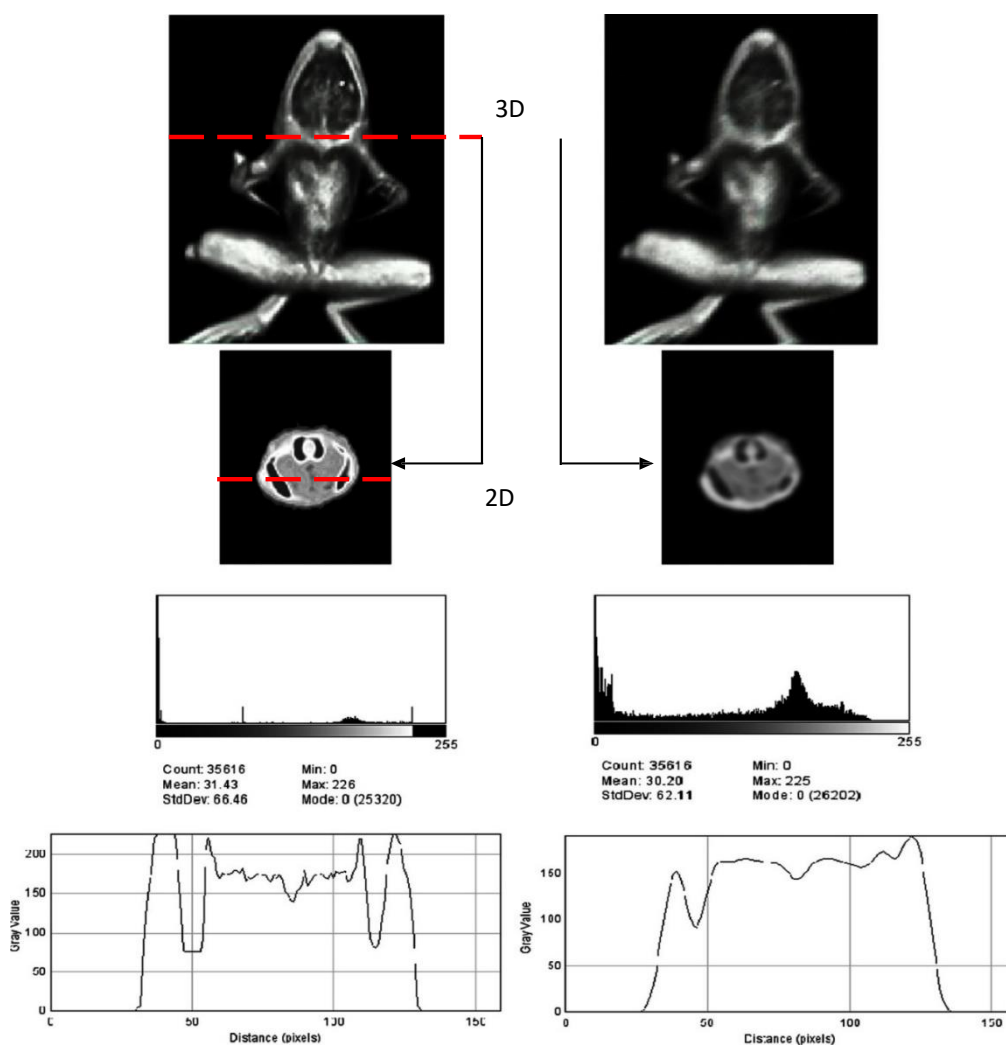 3D
2D
0
255
Count: 35616
Min: 0
Mean: 31.43
Max: 226
StdDev: 66.46
Mode: 0 (25320)
0
255
Count: 35616
Min: 0
Mean: 30.20
Max: 225
StdDev: 62.11
Mode: 0 (26202)
200
150
100
50
0
Gray Value
0
50
100
150
Distance (pixels)
150
100
50
0
Gray Value
0
50
100
150
Distance (pixels)